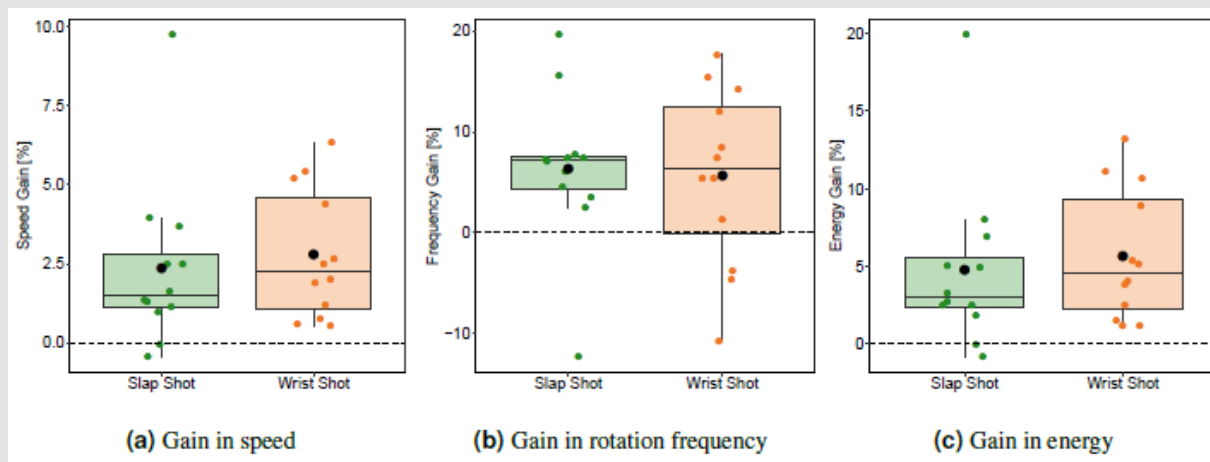 10.0
7.5
5.0
2.5
0.0
Speed Gain [%]
Slap Shot
Wrist Shot
(a) Gain in speed
20
10
0
−10
Frequency Gain [%]
Slap Shot
Wrist Shot
(b) Gain in rotation frequency
20
15
10
5
0
Energy Gain [%]
Slap Shot
Wrist Shot
(c) Gain in energy